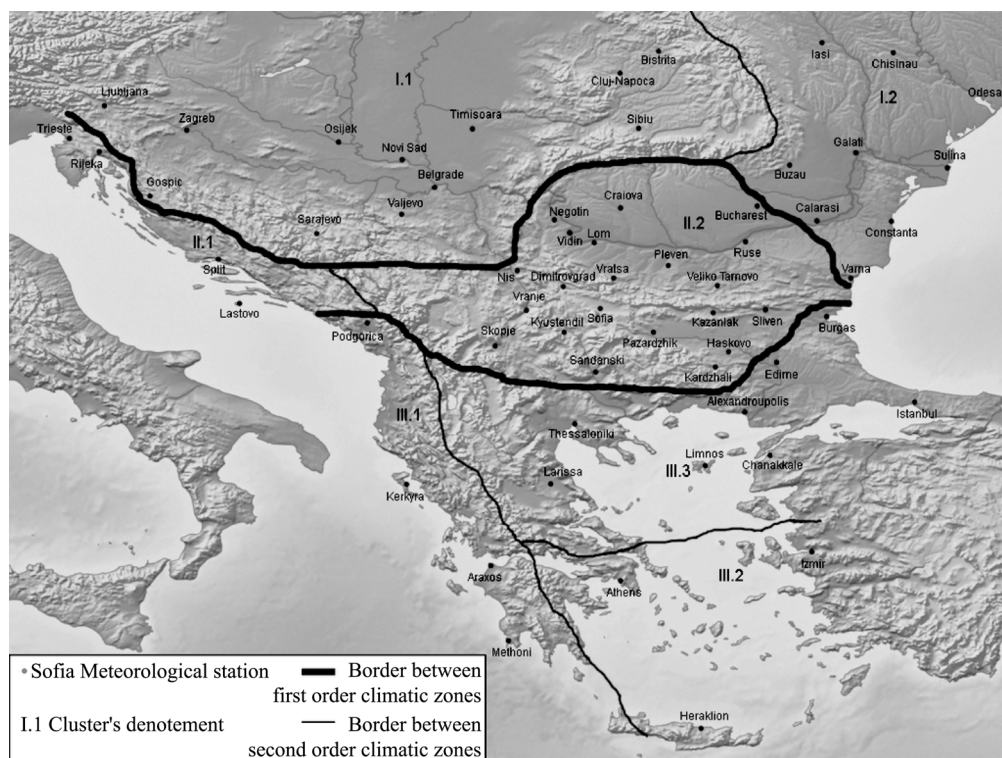 Bistrita
Iasi
Chisinau
Cluj-Napoca
I.1
I.2
Odesa
Ljubljana
Timisoara
Zagreb
Osijek
Sibiu
Trieste
Novi Sad
Galati
Rijeka
Sulina
Belgrade
Buzau
Gospic
Craiova
Valjevo
Negotin
Bucharest
Calarasi
Sarajevo
II.2
Constanta
Vidin
Lom
II.1
Ruse
Split
Pleven
Nis
Dimitrovgrad
Vratsa
Veliko Tarnovo
Varna
Vranje
Lastovo
Kyustendil
Sofia
Kazanlak
Sliven
Podgorica
Burgas
Skopje
Pazardzhik
Haskovo
Sandanski
Kardzhali
Edirne
Alexandroupolis
III.1
Istanbul
Thessalopiki
Limnos
III.3
Chanakkale
Larissa
Kerkyra
Izmir
Araxos
III.2
Athens
Methoni
Heraklion
Sofia Meteorological station
Border between
first order climatic zones
I.1 Cluster's denotement
Border between
second order climatic zones